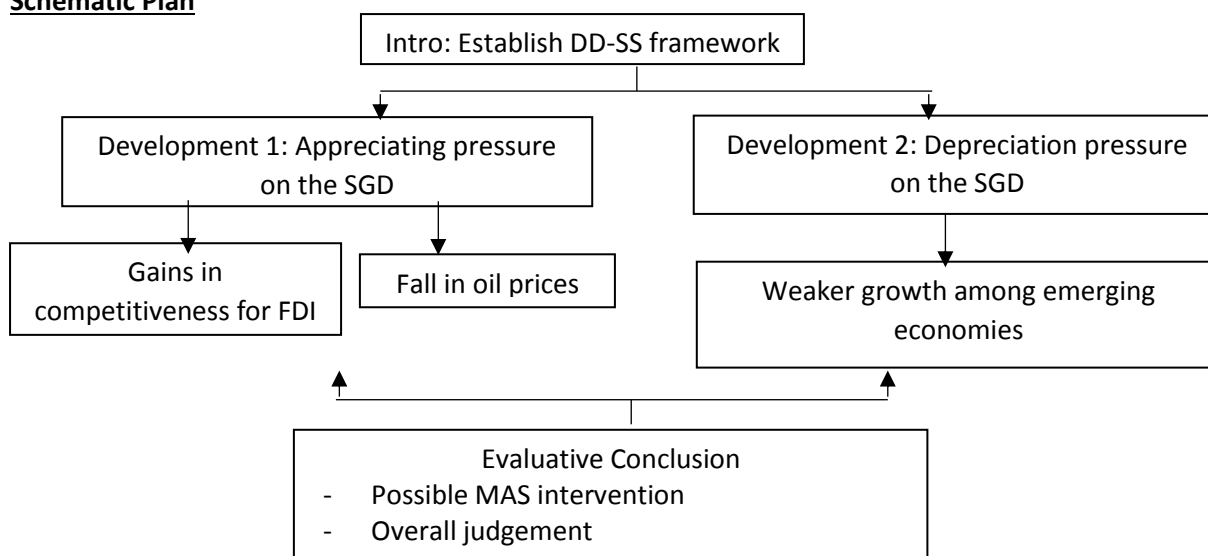 Schematic Plan
Intro: Establish DD-SS framework
Development 1: Appreciating pressure
on the SGD
Development 2: Depreciation pressure
on the SGD
Gains in
competitiveness for FDI
Fall in oil prices
Weaker growth among emerging
economies
Evaluative Conclusion
- Possible MAS intervention
- Overall judgement